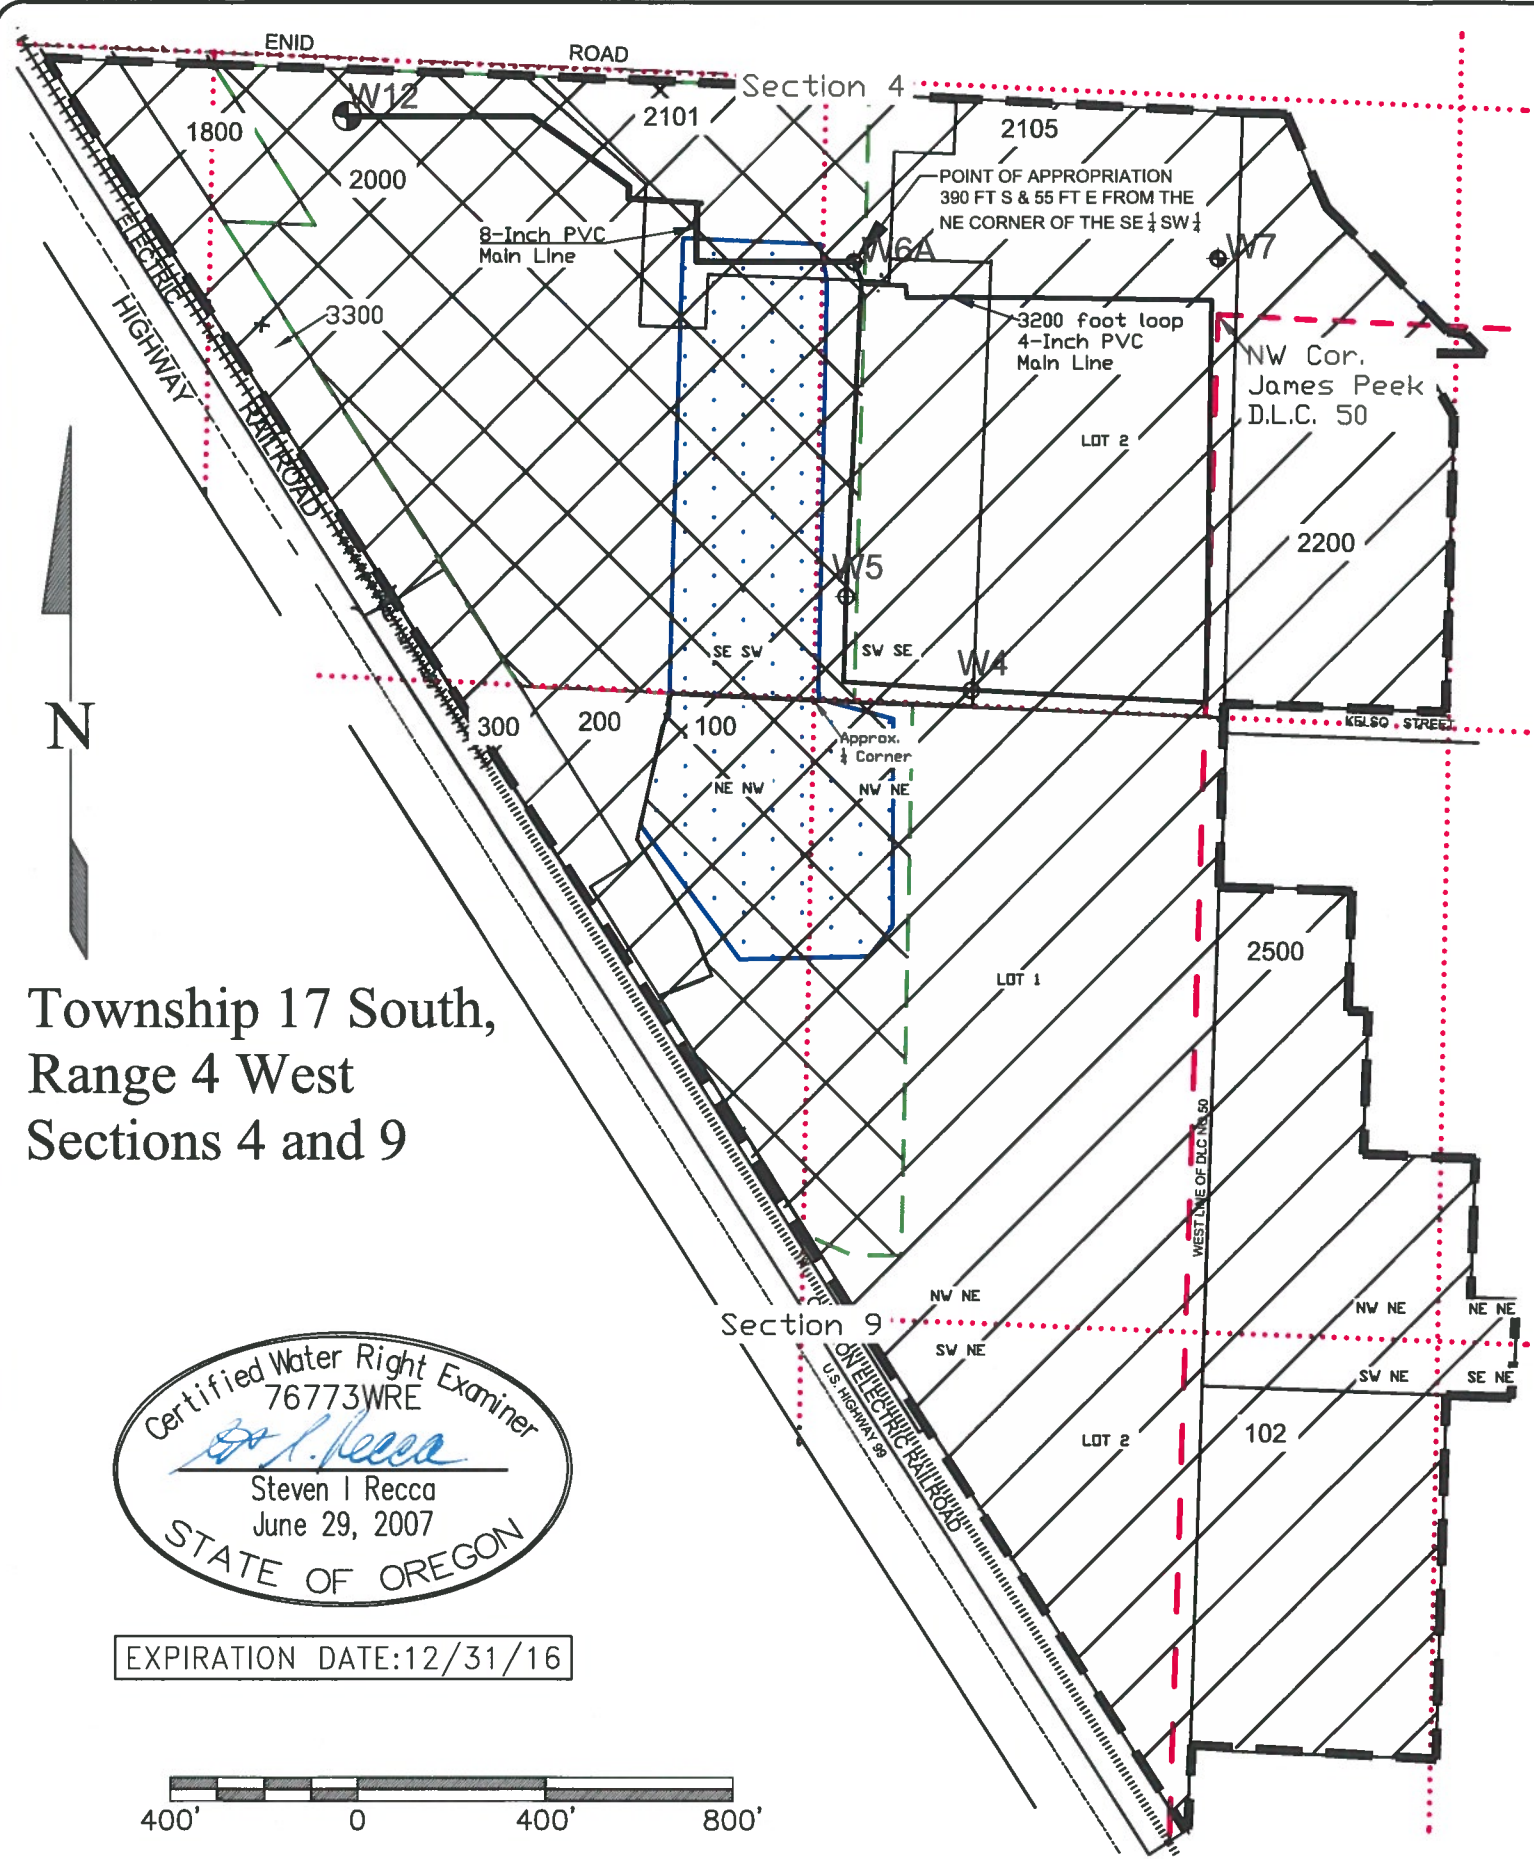 ENID ROAD
Section 4
W12
1800
2000
2101
2105
POINT OF APPROPRIATION
390 FT S & 55 FT E FROM THE
NE CORNER OF THE SE ¼ SW ¼
8-Inch PVC
Main Line
W6A
W7
ELECTRIC
RAILROAD
HIGHWAY
3300
3200 foot loop
4-Inch PVC
Main Line
NW Cor.
James Peek
D.L.C. 50
LOT 2
2200
W5
SE SW
SW SE
W4
N
300
200
100
KELSO STREET
Approx.
¼ Corner
NE NW
NW NE
2500
LOT 1
Township 17 South,
Range 4 West
Sections 4 and 9
WEST LINE OF DLC NO. 50
NW NE
NW NE
NE NE
Section 9
SW NE
SW NE
SE NE
ON ELECTRIC RAILROAD
U.S. HIGHWAY 99
LOT 2
102
Certified Water Right Examiner
76773WRE
Steven I Recca
June 29, 2007
STATE OF OREGON
EXPIRATION DATE:12/31/16
400' 0 400' 800'